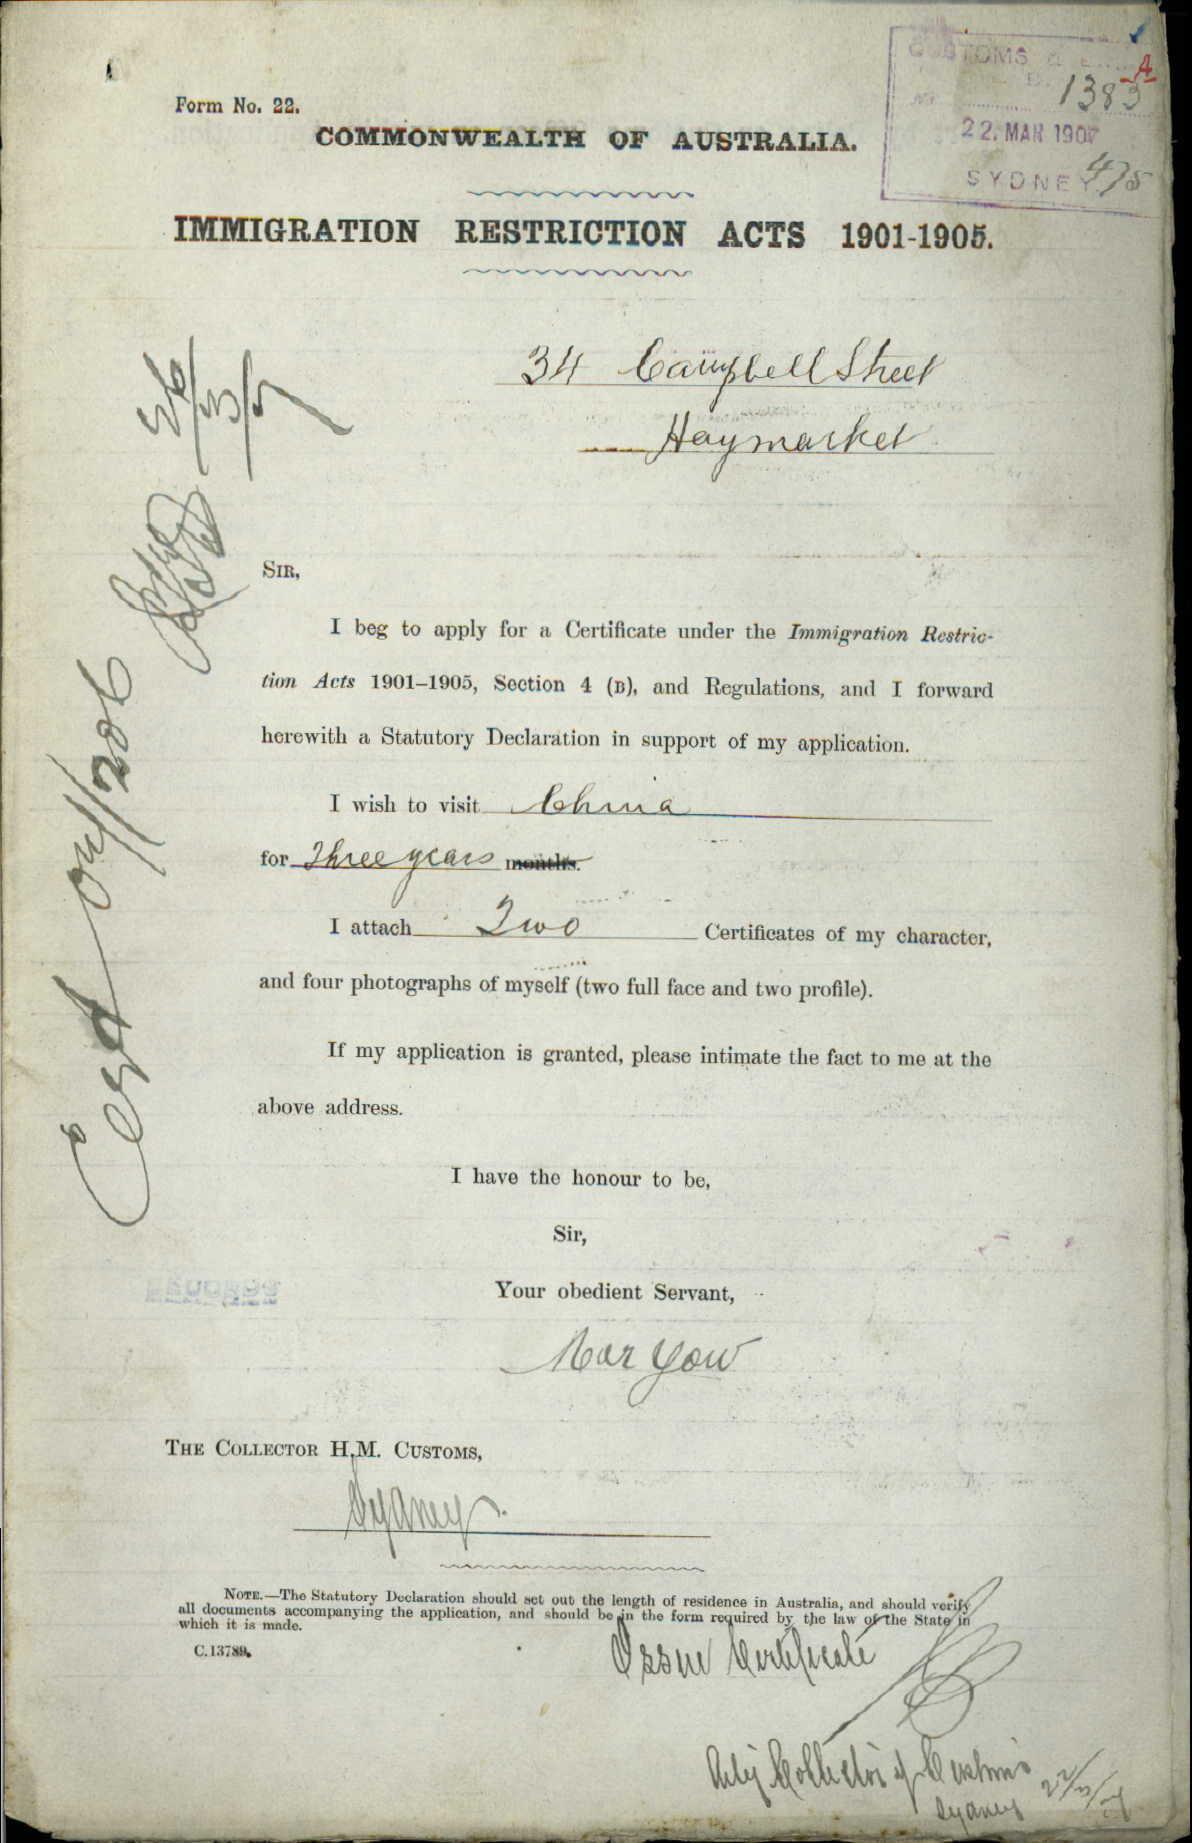 CUSTOMS & E
1383
A
22. MAR 1907
SYDNEY
475
Form No. 22.
COMMONWEALTH OF AUSTRALIA.
IMMIGRATION RESTRICTION ACTS 1901-1905.
34 Campbell Street
Haymarket
SIR,
I beg to apply for a Certificate under the Immigration Restric-
tion Acts 1901–1905, Section 4 (B), and Regulations, and I forward
herewith a Statutory Declaration in support of my application.
I wish to visit China
for Three years months.
I attach Two Certificates of my character,
and four photographs of myself (two full face and two profile).
If my application is granted, please intimate the fact to me at the
above address.
I have the honour to be,
Sir,
Your obedient Servant,
Mar Yow
THE COLLECTOR H.M. CUSTOMS,
Sydney.
NOTE.—The Statutory Declaration should set out the length of residence in Australia, and should verify
all documents accompanying the application, and should be in the form required by the law of the State in
which it is made.
C.13789.
Issue Certificate
Actg Collector of Customs
Sydney 22/3/7